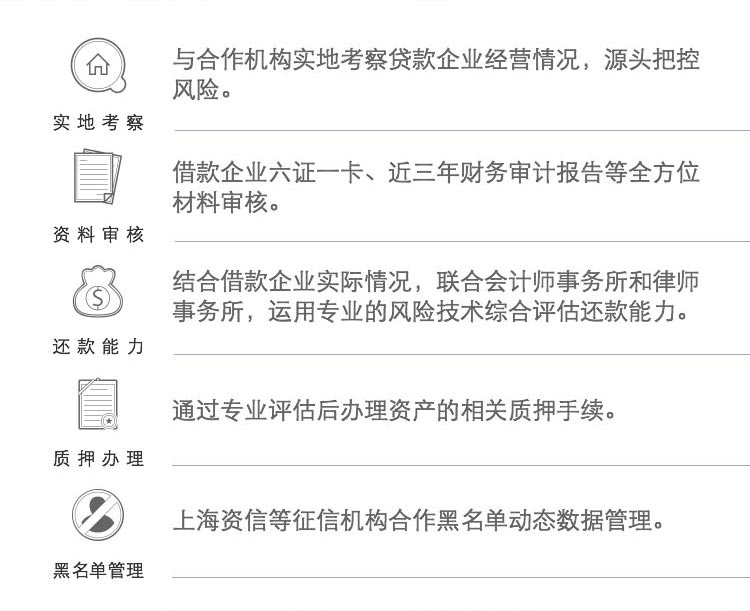 与合作机构实地考察贷款企业经营情况，源头把控
风险。
实地考察
借款企业六证一卡、近三年财务审计报告等全方位
材料审核。
资料审核
结合借款企业实际情况，联合会计师事务所和律师
事务所，运用专业的风险技术综合评估还款能力。
$
还款能力
通过专业评估后办理资产的相关质押手续。
质押办理
上海资信等征信机构合作黑名单动态数据管理。
黑名单管理